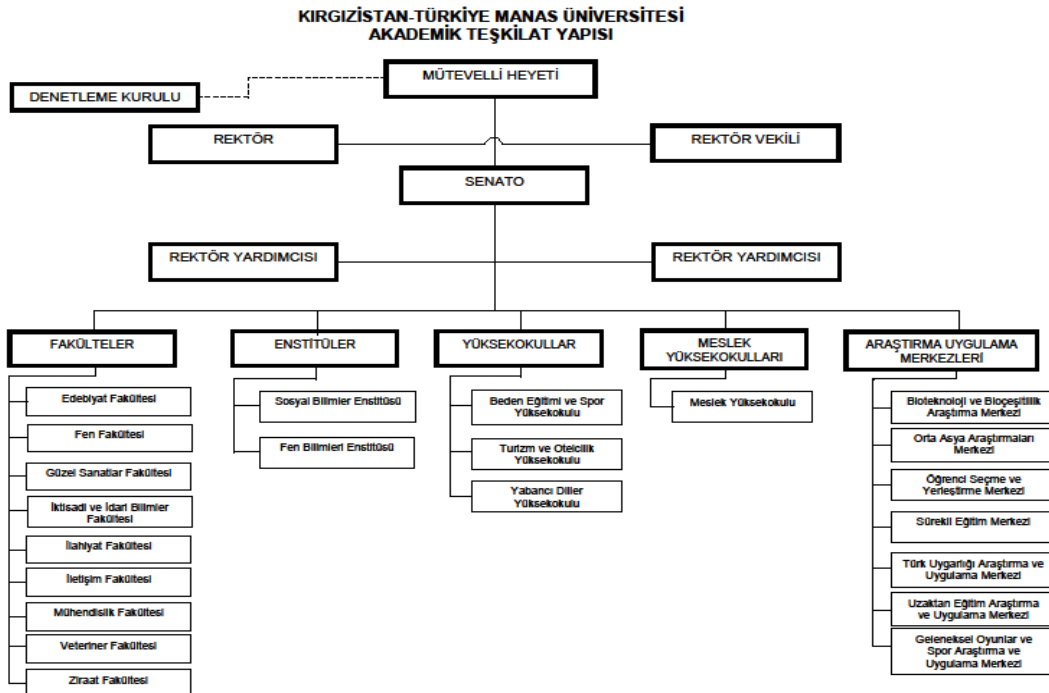 KIRGIZİSTAN-TÜRKİYE MANAS ÜNİVERSİTESİ
AKADEMİK TEŞKİLAT YAPISI
MÜTEVELLİ HEYETİ
DENETLEME KURULU
REKTÖR
REKTÖR VEKİLİ
SENATO
REKTÖR YARDIMCISI
REKTÖR YARDIMCISI
FAKÜLTELER
Edebiyat Fakültesi
Fen Fakültesi
Güzel Sanatlar Fakültesi
İktisadi ve İdari Bilimler
Fakültesi
İlahiyat Fakültesi
İletişim Fakültesi
Mühendislik Fakültesi
Veteriner Fakültesi
Ziraat Fakültesi
ENSTİTÜLER
Sosyal Bilimler Enstitüsü
Fen Bilimleri Enstitüsü
YÜKSEKOKULLAR
Beden Eğitimi ve Spor
Yüksekokulu
Turizm ve Otelcilik
Yüksekokulu
Yabancı Diller
Yüksekokulu
MESLEK
YÜKSEKOKULLARI
Meslek Yüksekokulu
ARAŞTIRMA UYGULAMA
MERKEZLERİ
Bioteknoloji ve Bioçeşitlilik
Araştırma Merkezi
Orta Asya Araştırmaları
Merkezi
Öğrenci Seçme ve
Yerleştirme Merkezi
Sürekli Eğitim Merkezi
Türk Uygarlığı Araştırma ve
Uygulama Merkezi
Uzaktan Eğitim Araştırma
ve Uygulama Merkezi
Geleneksel Oyunlar ve
Spor Araştırma ve
Uygulama Merkezi